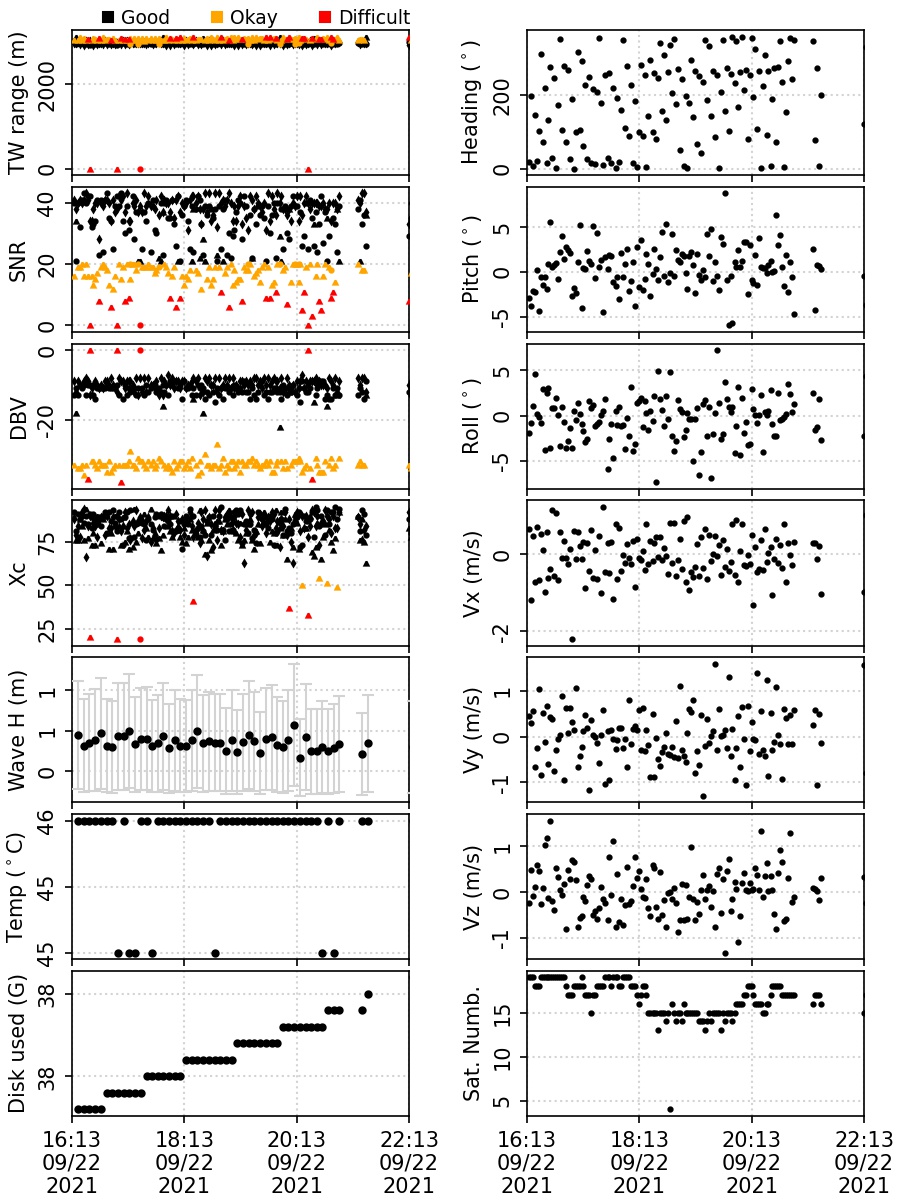 Good Okay Difficult
TW range (m)
2000
0
Heading (°)
200
0
SNR
40
20
0
Pitch (°)
5
0
-5
DBV
0
-20
Roll (°)
5
0
-5
Xc
75
50
25
Vx (m/s)
0
-2
Wave H (m)
1
1
0
Vy (m/s)
1
0
-1
Temp (°C)
46
45
45
Vz (m/s)
1
0
-1
Disk used (G)
38
38
Sat. Numb.
15
10
5
16:13 18:13 20:13 22:13 16:13 18:13 20:13 22:13
09/22 09/22 09/22 09/22 09/22 09/22 09/22 09/22
2021 2021 2021 2021 2021 2021 2021 2021